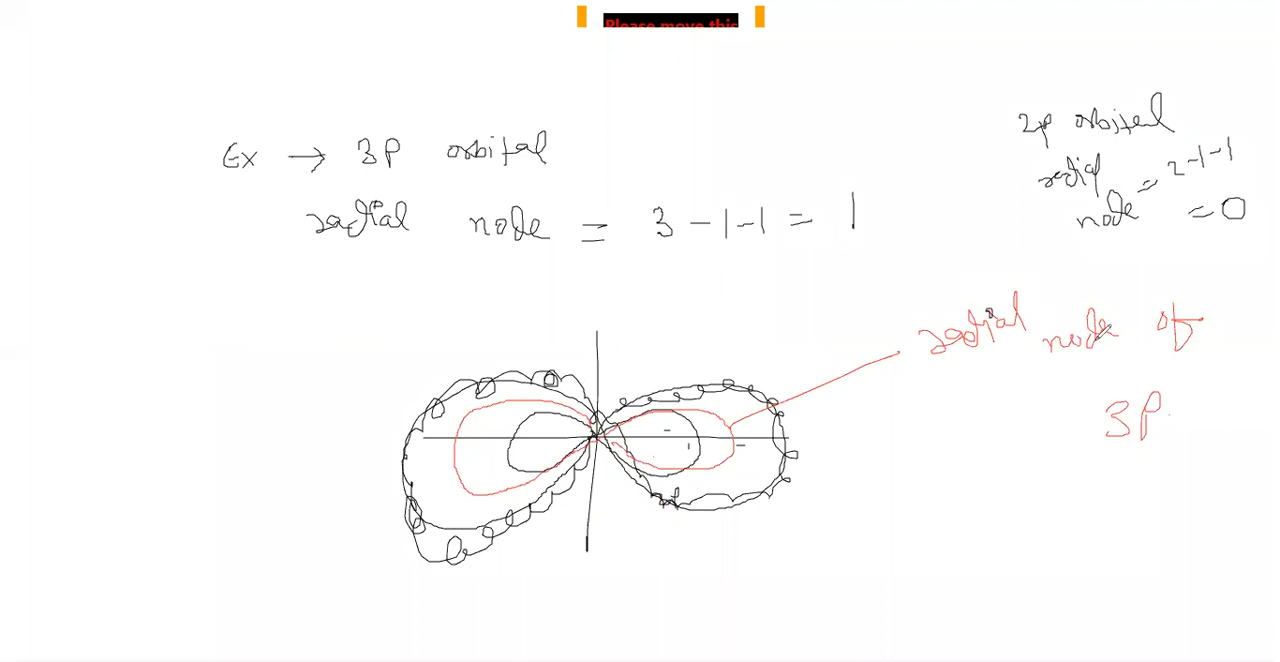 Please move this
Ex → 3P orbital
radial node = 3-1-1 = 1
2p orbital
radial
node = 2-1-1
= 0
radial node of
3P